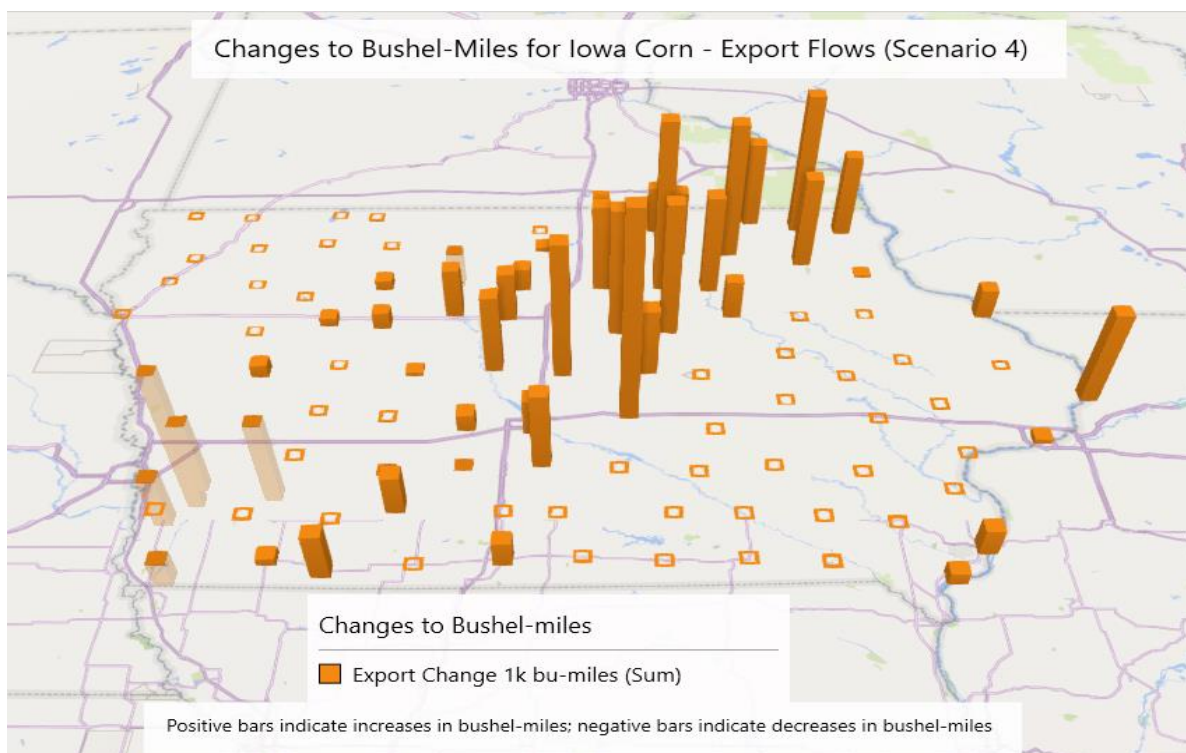 Changes to Bushel-Miles for Iowa Corn - Export Flows (Scenario 4)
Changes to Bushel-miles
Export Change 1k bu-miles (Sum)
Positive bars indicate increases in bushel-miles; negative bars indicate decreases in bushel-miles